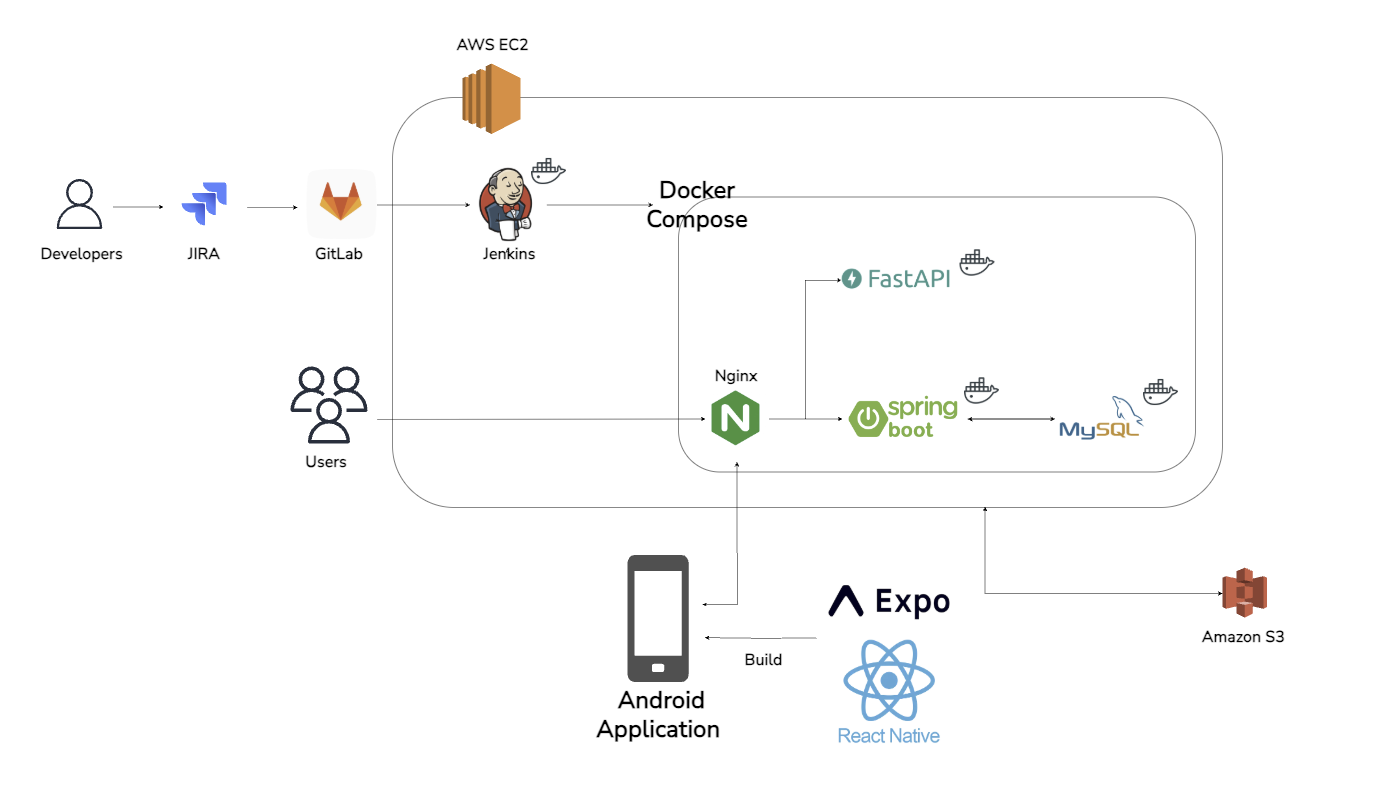 AWS EC2
Docker
Compose
Developers
JIRA
GitLab
Jenkins
FastAPI
Nginx
spring
boot
MySQL
Users
Expo
Amazon S3
Build
Android
Application
React Native